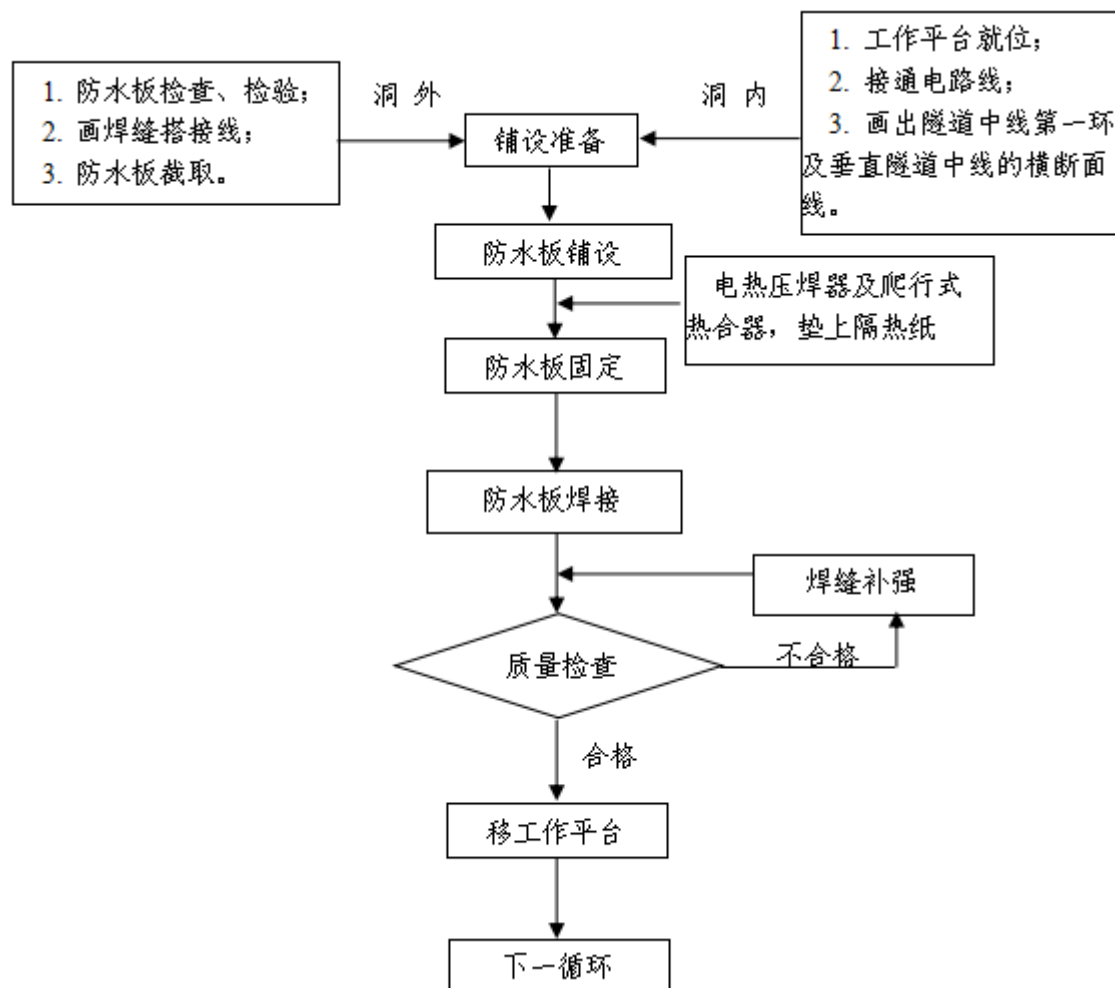 1. 防水板检查、检验；
2. 画焊缝搭接线；
3. 防水板截取。
洞 外
洞 内
1. 工作平台就位；
2. 接通电路线；
3. 画出隧道中线第一环
及垂直隧道中线的横断面
线。
铺设准备
防水板铺设
电热压焊器及爬行式
热合器，垫上隔热纸
防水板固定
防水板焊接
焊缝补强
质量检查
不合格
合格
移工作平台
下一循环